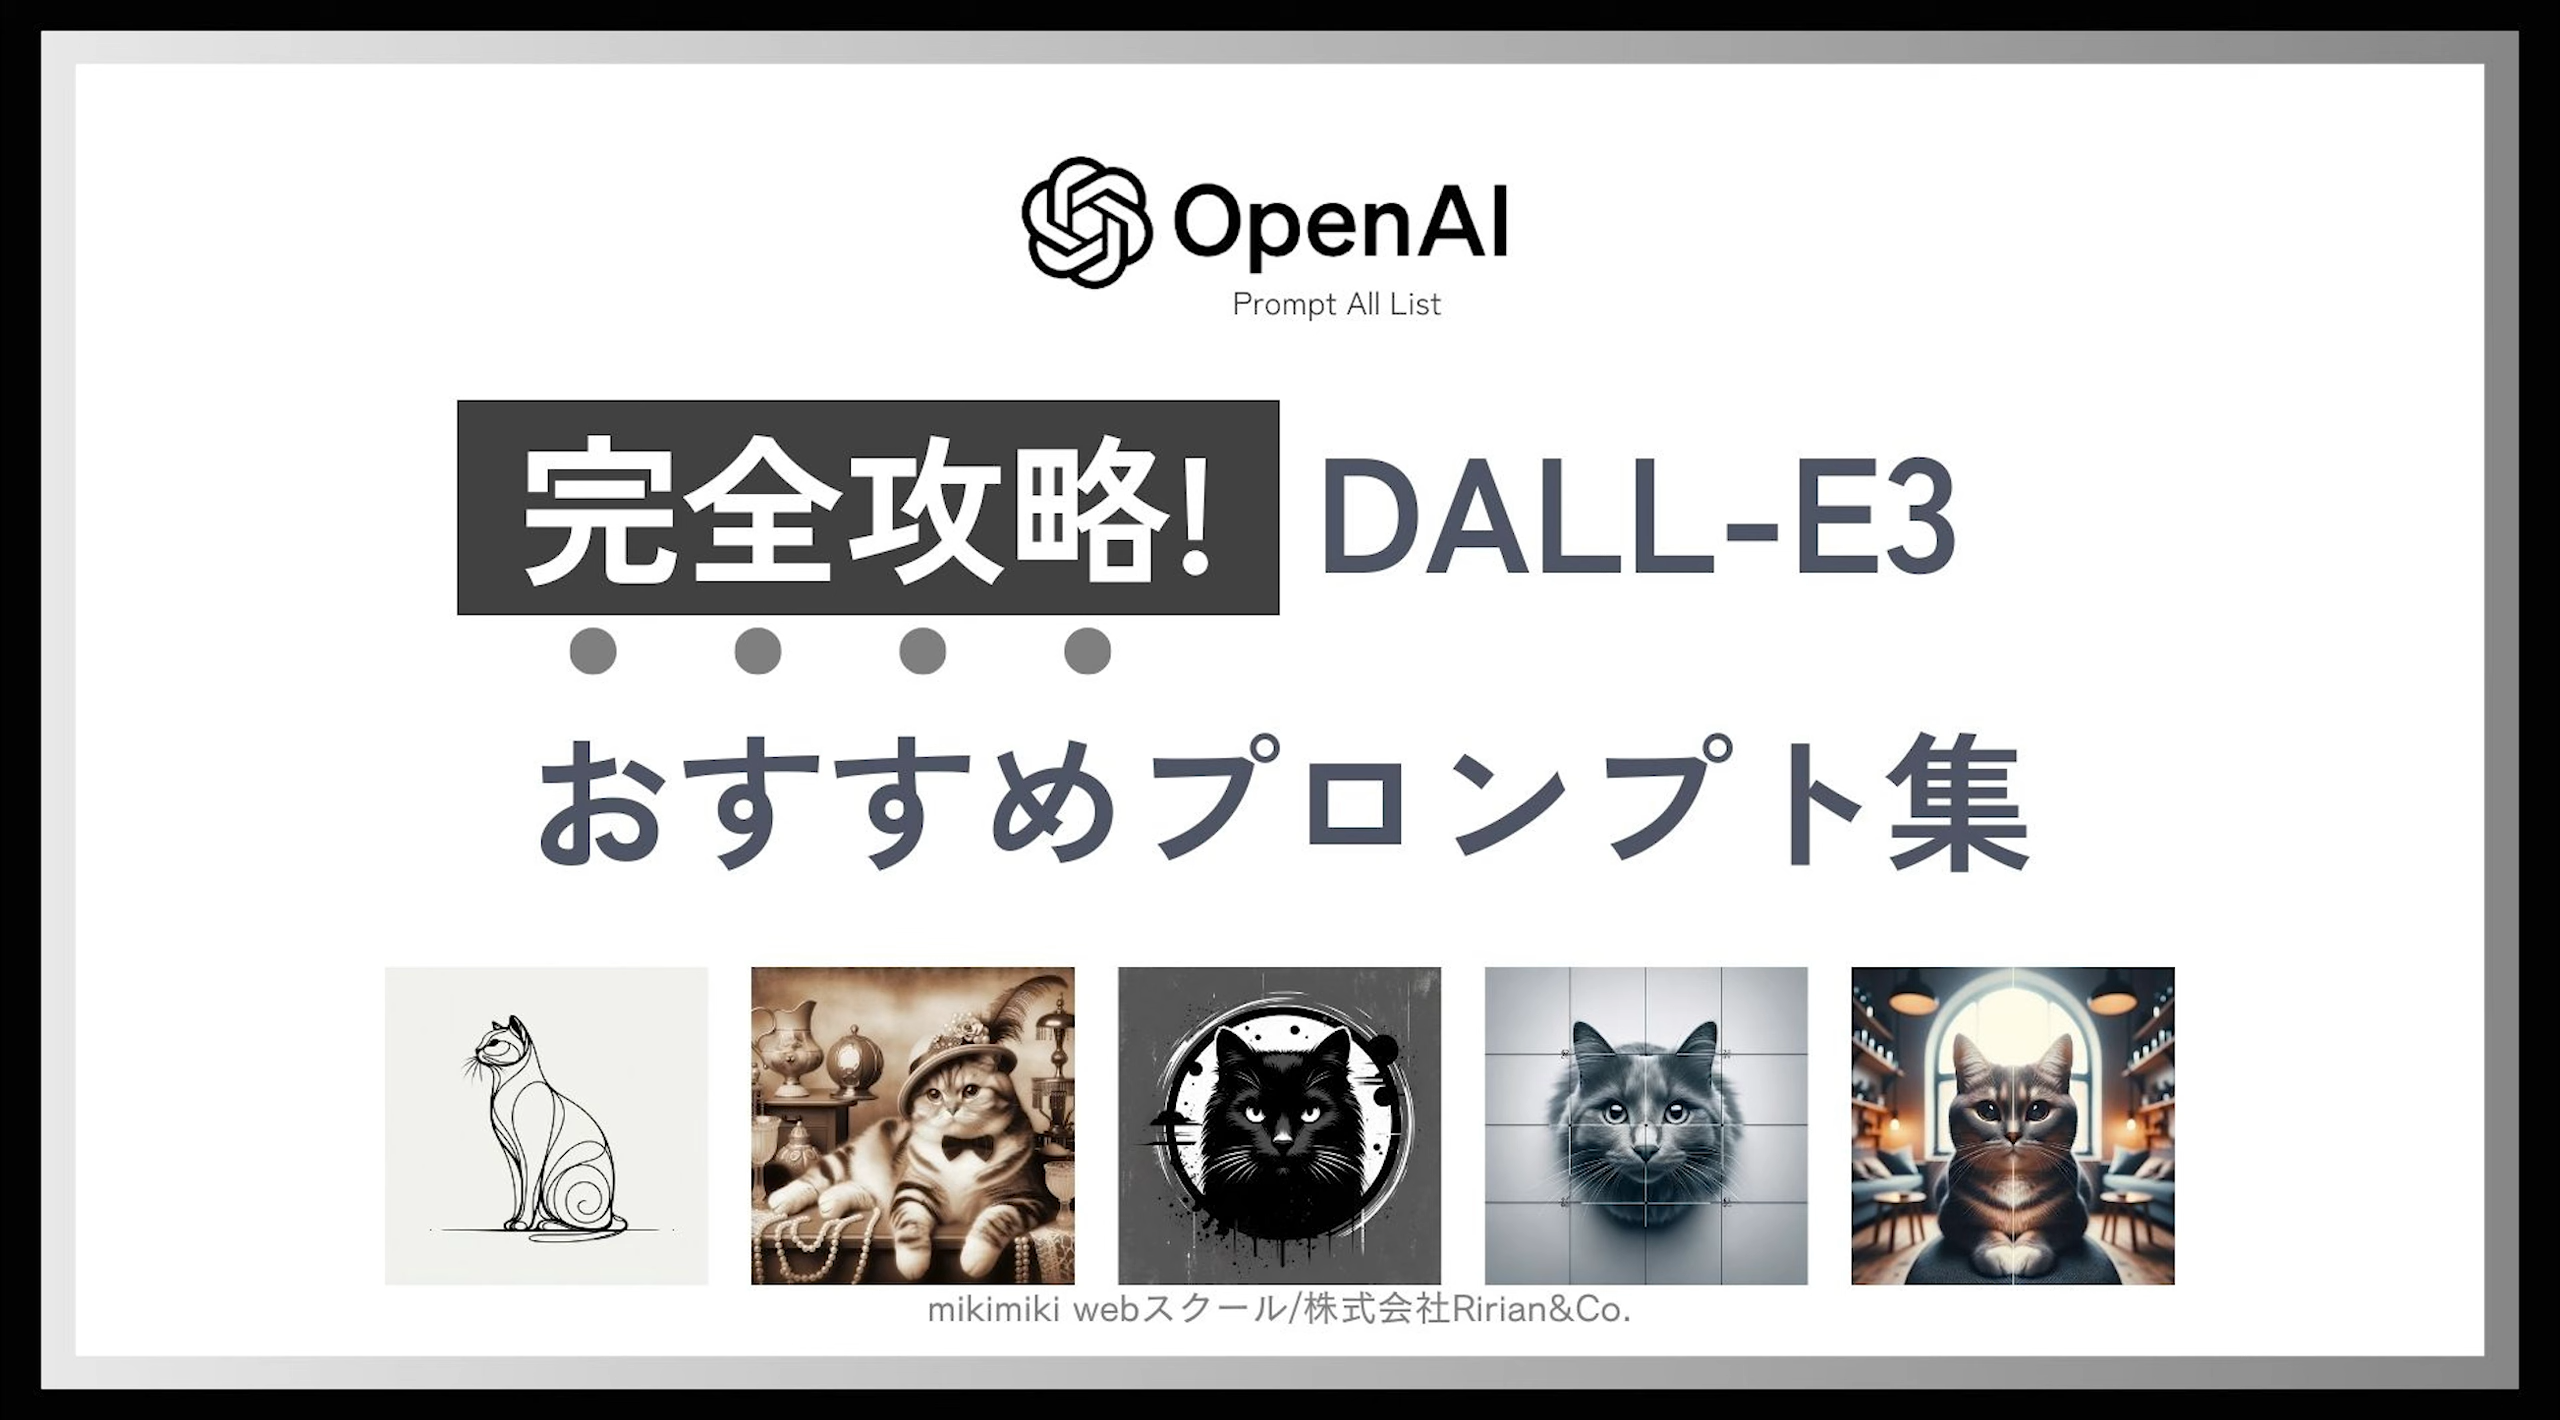 OpenAI
Prompt All List
完全攻略! DALL-E3
おすすめプロンプト集
mikimiki webスクール/株式会社Ririan&Co.